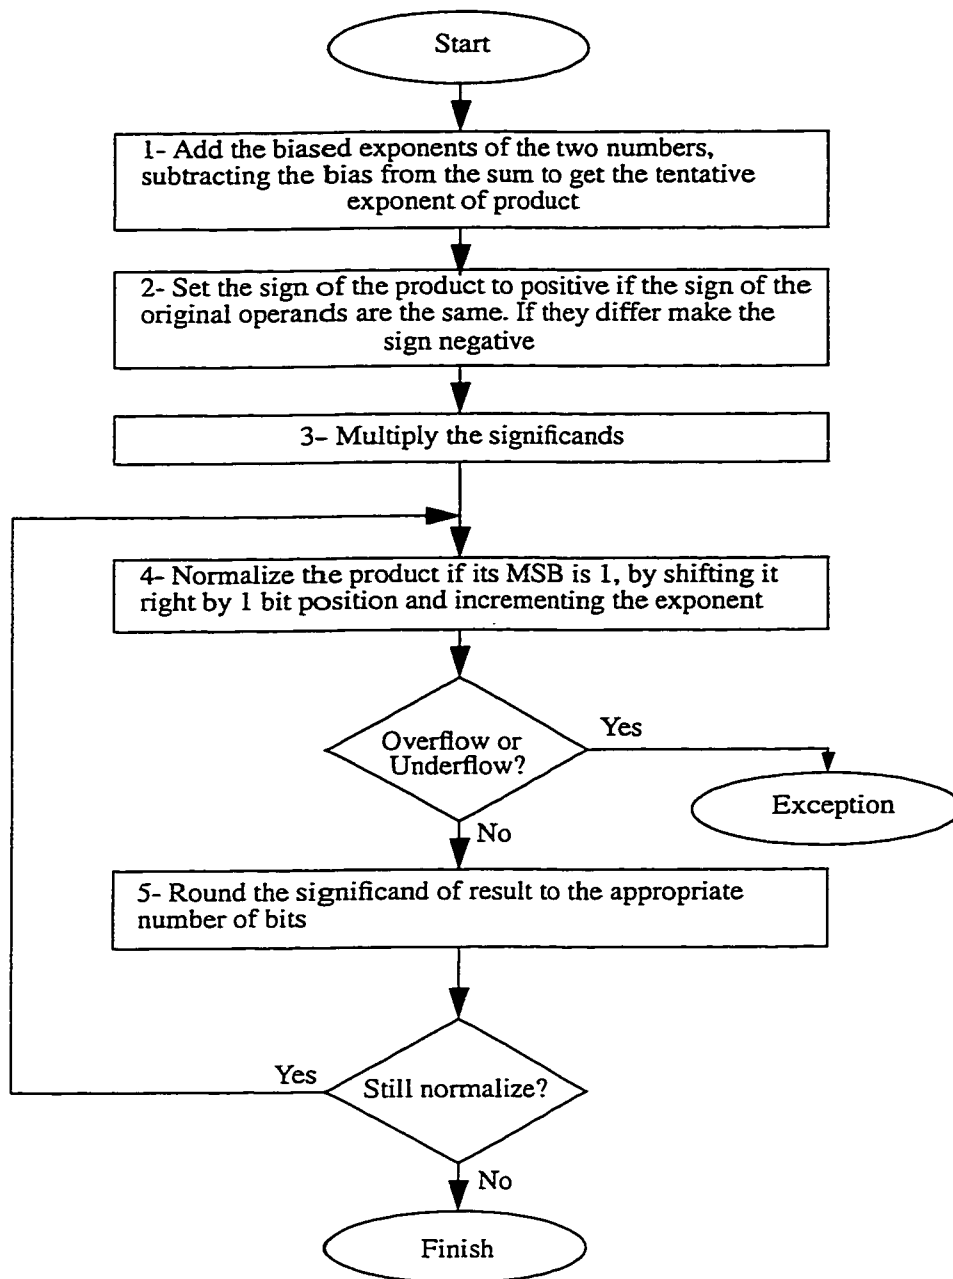 Start
1- Add the biased exponents of the two numbers,
subtracting the bias from the sum to get the tentative
exponent of product
2- Set the sign of the product to positive if the sign of the
original operands are the same. If they differ make the
sign negative
3- Multiply the significands
4- Normalize the product if its MSB is 1, by shifting it
right by 1 bit position and incrementing the exponent
Overflow or
Underflow?
Yes
Exception
No
5- Round the significand of result to the appropriate
number of bits
Yes
Still normalize?
No
Finish